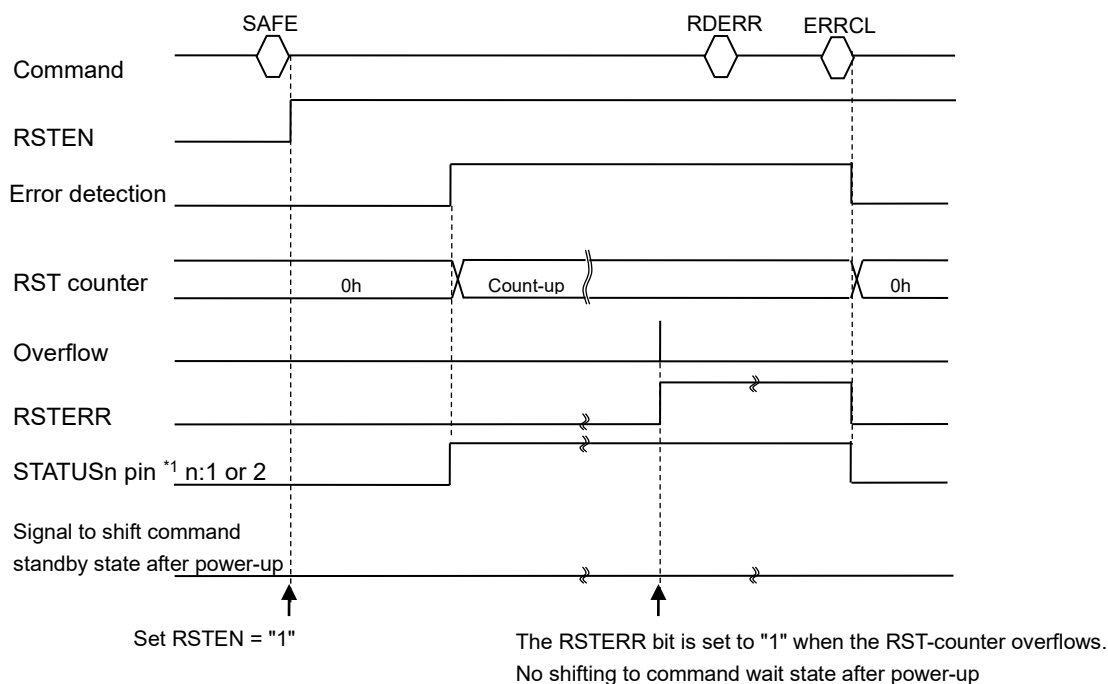 SAFE RDERR ERRCL
Command
RSTEN
Error detection
RST counter 0h Count-up 0h
Overflow
RSTERR
STATUSn pin *1 n:1 or 2
Signal to shift command
standby state after power-up
Set RSTEN = "1"
The RSTERR bit is set to "1" when the RST-counter overflows.
No shifting to command wait state after power-up